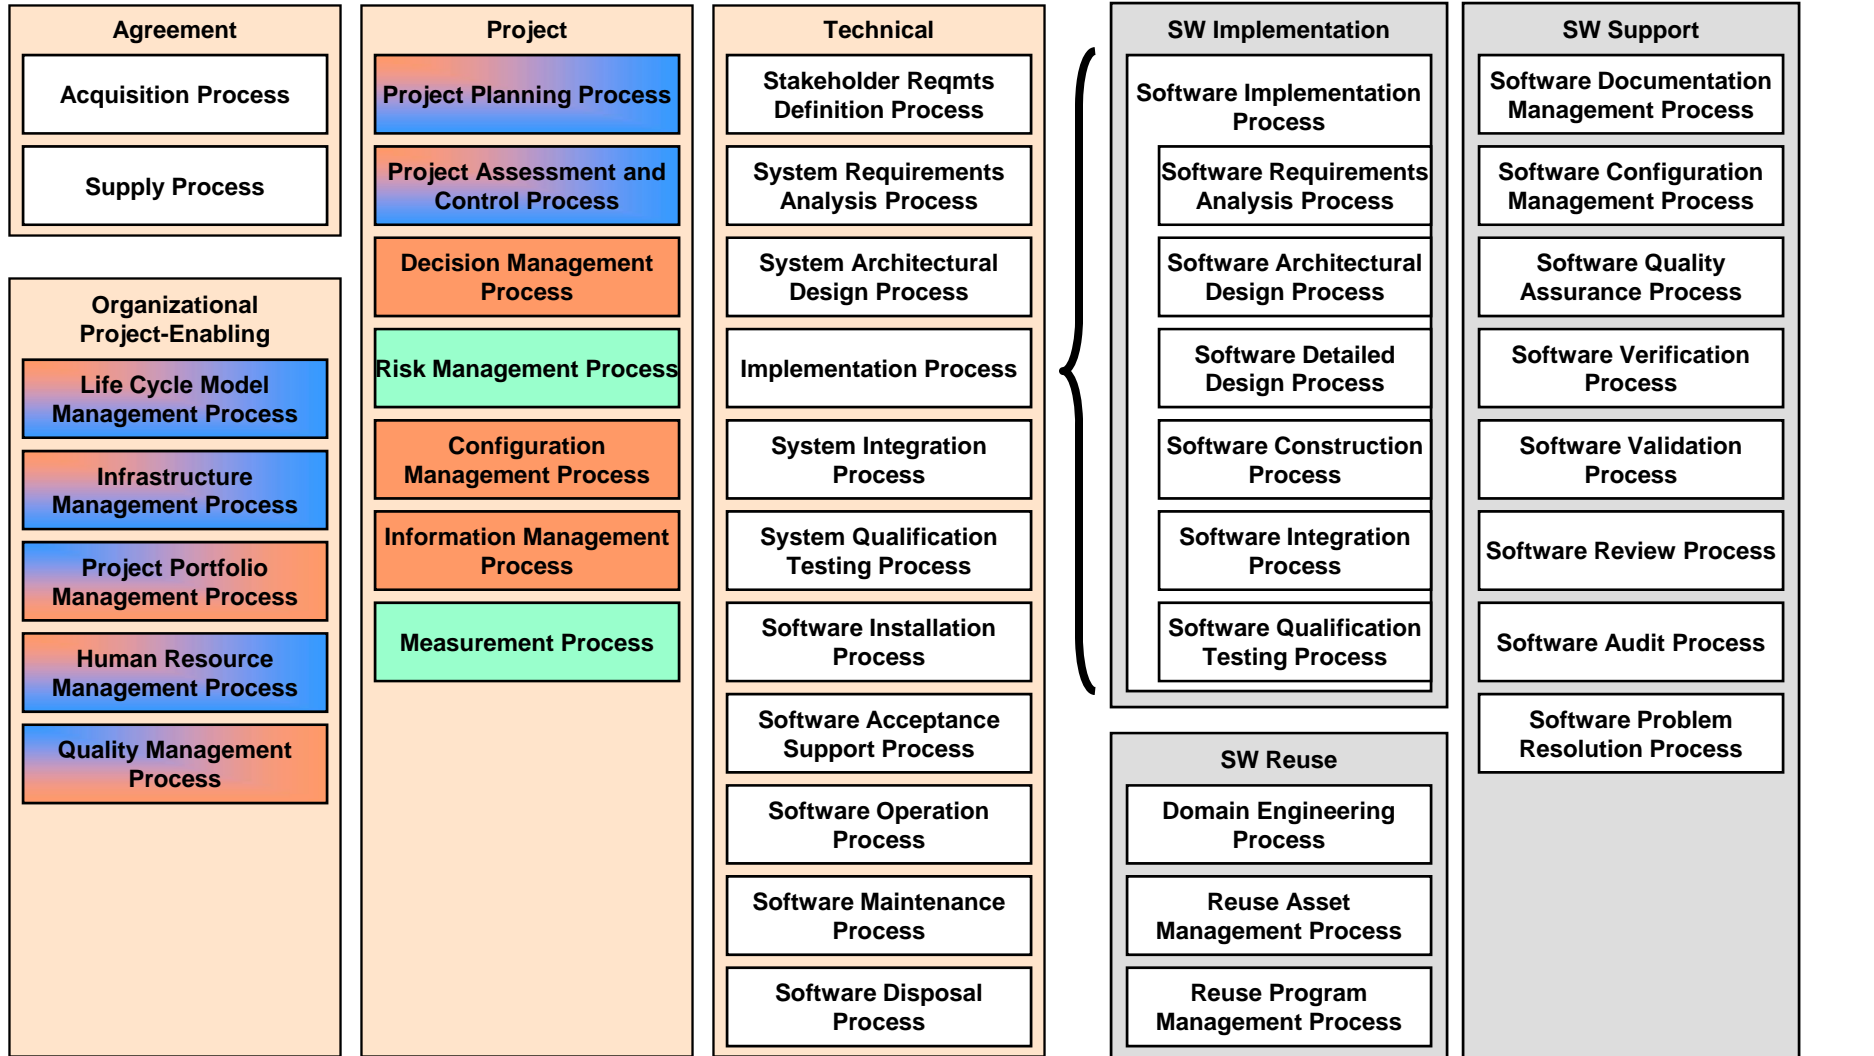 Agreement
Acquisition Process
Supply Process
Organizational
Project-Enabling
Life Cycle Model
Management Process
Infrastructure
Management Process
Project Portfolio
Management Process
Human Resource
Management Process
Quality Management
Process
Project
Project Planning Process
Project Assessment and
Control Process
Decision Management
Process
Risk Management Process
Configuration
Management Process
Information Management
Process
Measurement Process
Technical
Stakeholder Reqmts
Definition Process
System Requirements
Analysis Process
System Architectural
Design Process
Implementation Process
System Integration
Process
System Qualification
Testing Process
Software Installation
Process
Software Acceptance
Support Process
Software Operation
Process
Software Maintenance
Process
Software Disposal
Process
SW Implementation
Software Implementation
Process
Software Requirements
Analysis Process
Software Architectural
Design Process
Software Detailed
Design Process
Software Construction
Process
Software Integration
Process
Software Qualification
Testing Process
SW Reuse
Domain Engineering
Process
Reuse Asset
Management Process
Reuse Program
Management Process
SW Support
Software Documentation
Management Process
Software Configuration
Management Process
Software Quality
Assurance Process
Software Verification
Process
Software Validation
Process
Software Review Process
Software Audit Process
Software Problem
Resolution Process